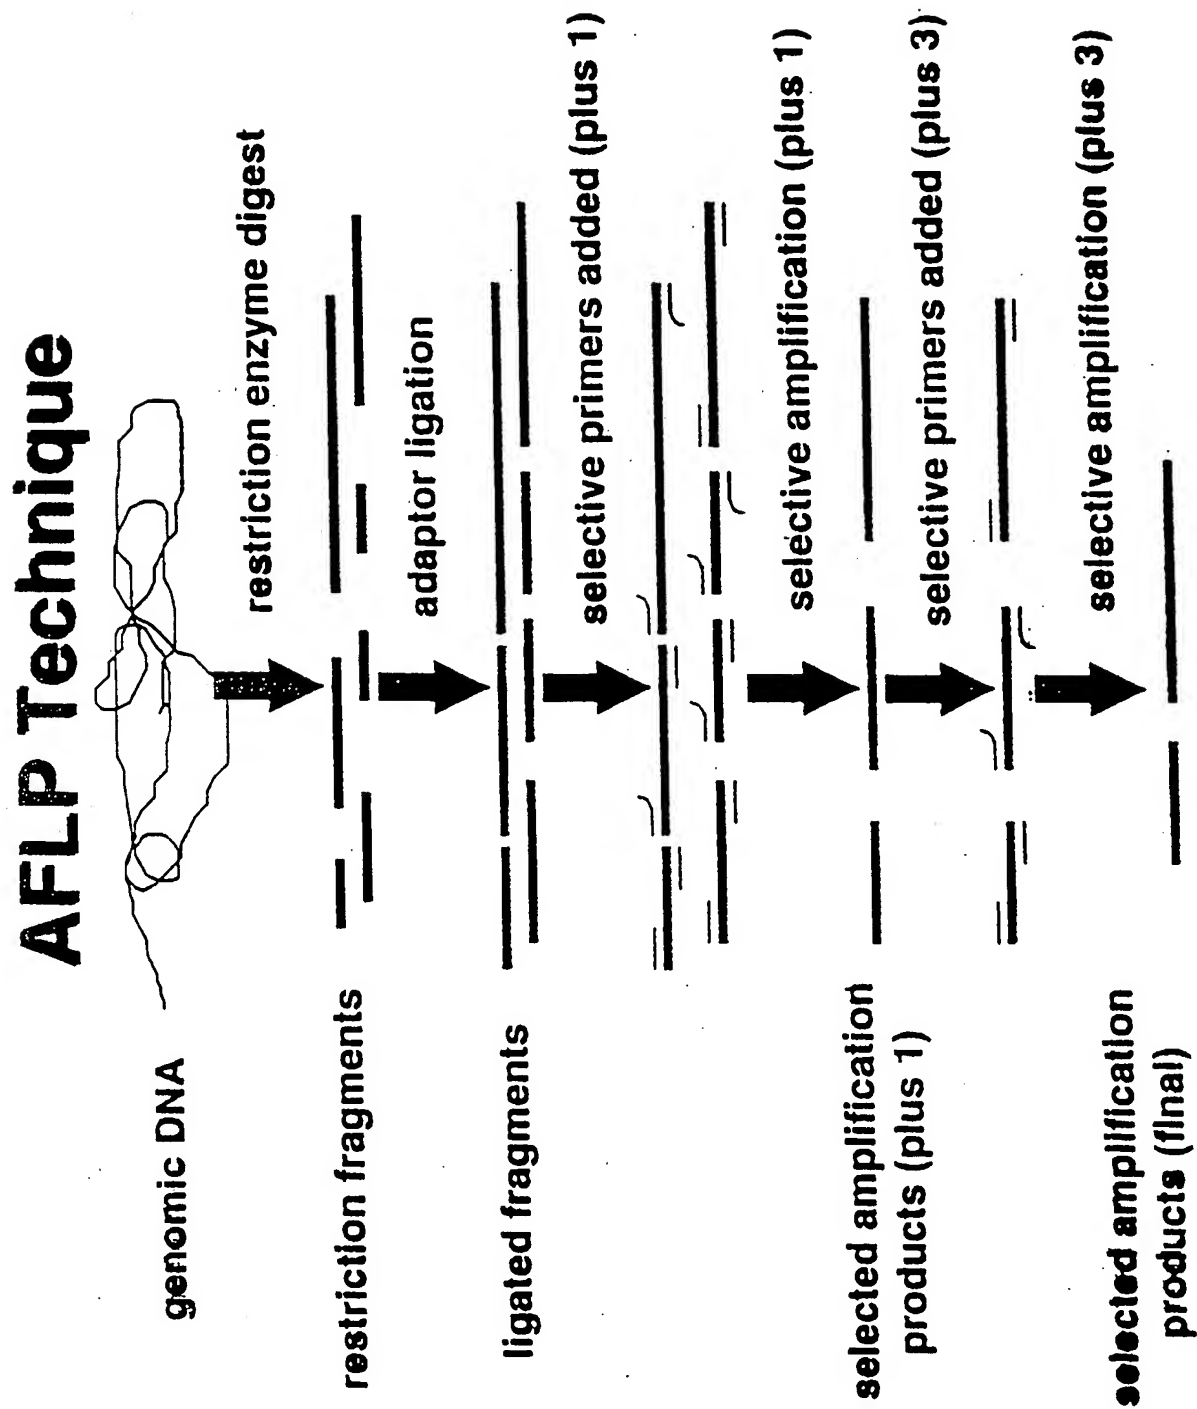 AFLP Technique
genomic DNA
restriction enzyme digest
restriction fragments
adaptor ligation
ligated fragments
selective primers added (plus 1)
selective amplification (plus 1)
selected amplification
products (plus 1)
selective primers added (plus 3)
selective amplification (plus 3)
selected amplification
products (final)